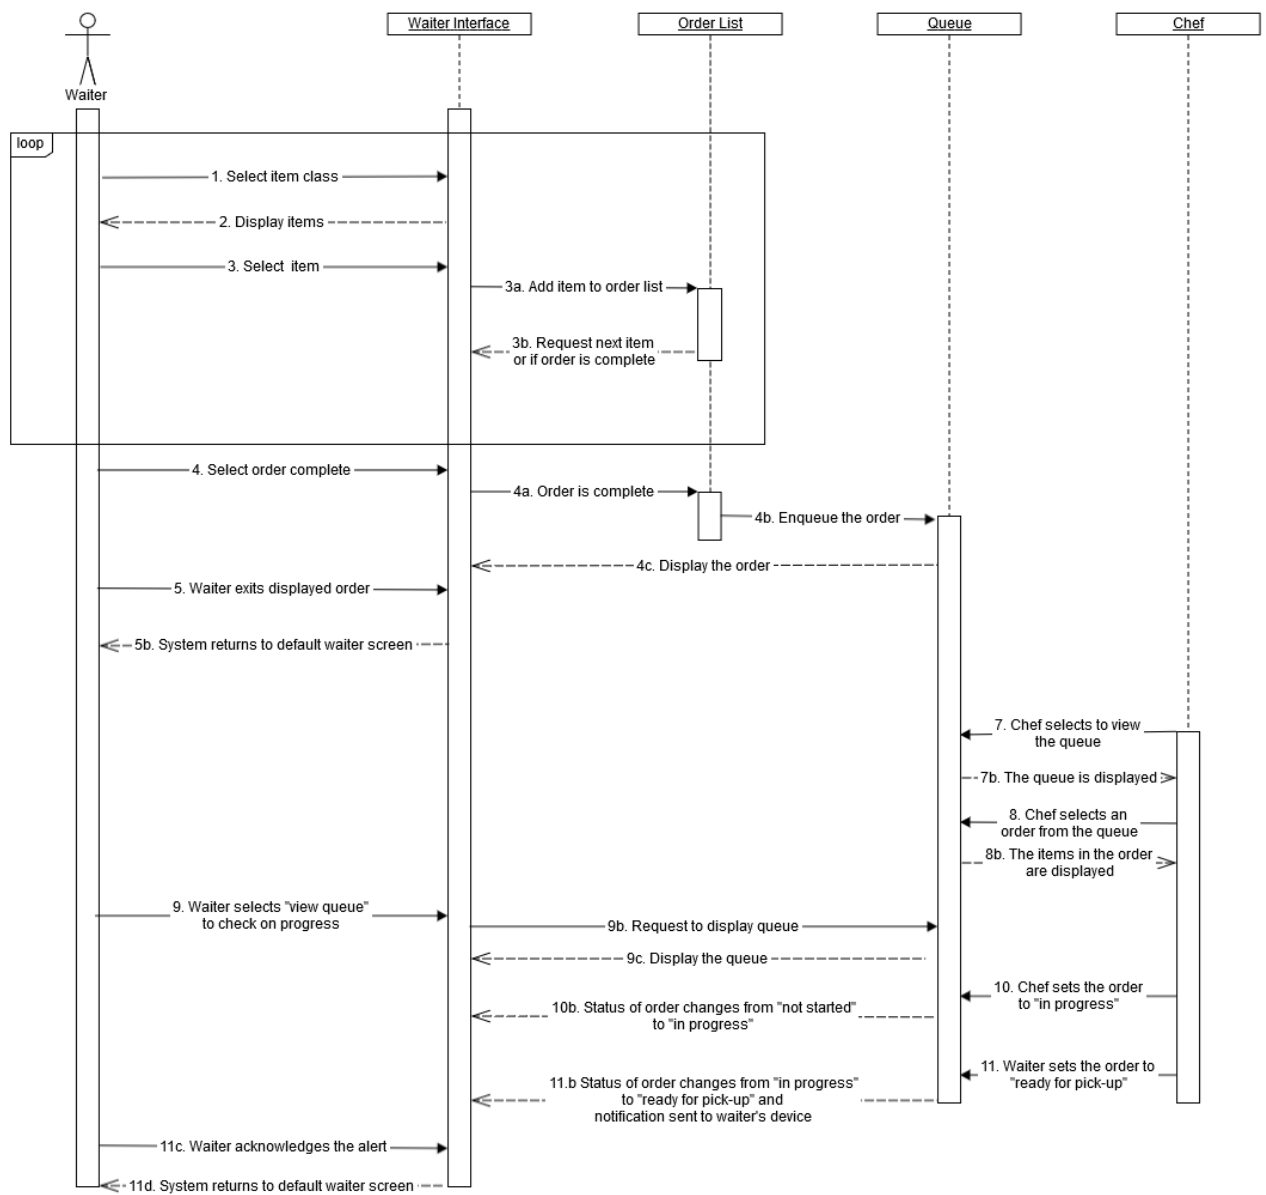 Waiter Interface
Order List
Queue
Chef
Waiter
loop
1. Select item class
2. Display items
3. Select item
3a. Add item to order list
3b. Request next item
or if order is complete
4. Select order complete
4a. Order is complete
4b. Enqueue the order
4c. Display the order
5. Waiter exits displayed order
5b. System returns to default waiter screen
7. Chef selects to view
the queue
7b. The queue is displayed
8. Chef selects an
order from the queue
8b. The items in the order
are displayed
9. Waiter selects "view queue"
to check on progress
9b. Request to display queue
9c. Display the queue
10. Chef sets the order
to "in progress"
10b. Status of order changes from "not started"
to "in progress"
11. Waiter sets the order to
"ready for pick-up"
11.b Status of order changes from "in progress"
to "ready for pick-up" and
notification sent to waiter's device
11c. Waiter acknowledges the alert
11d. System returns to default waiter screen